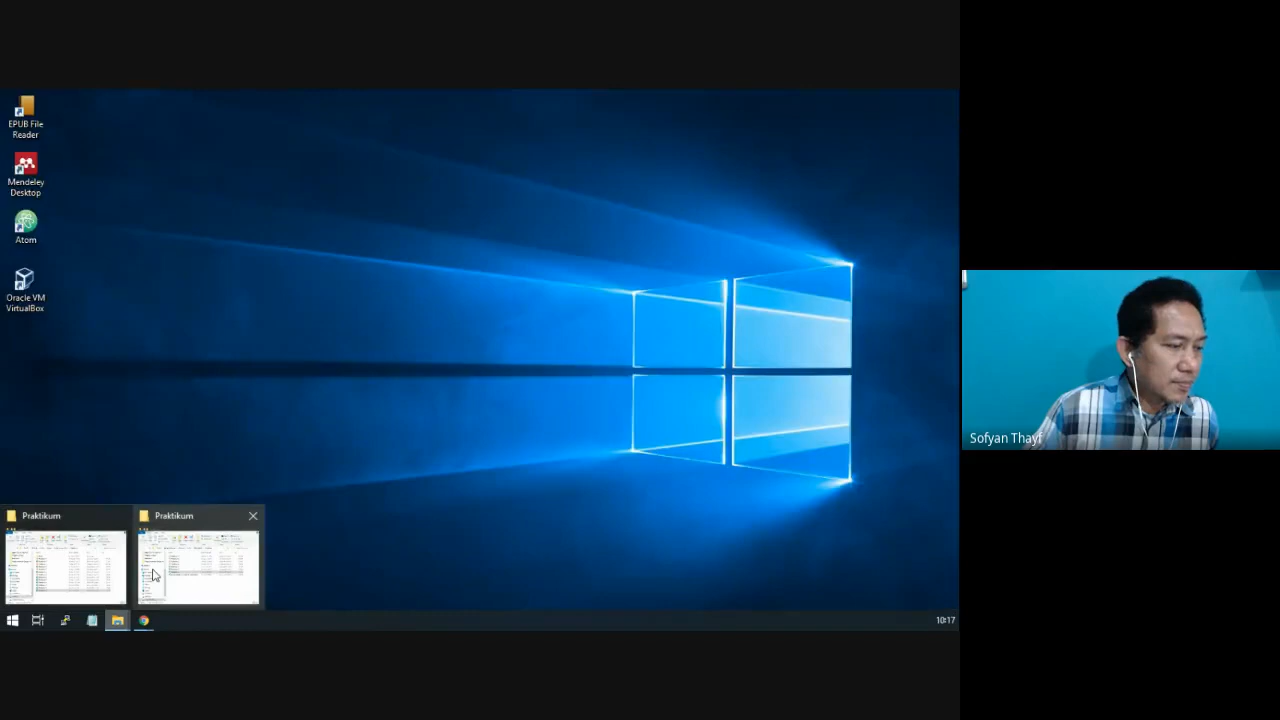 EPUB File
Reader
Mendeley
Desktop
Atom
Oracle VM
VirtualBox
Praktikum
Praktikum
10:17
Sofyan Thayf